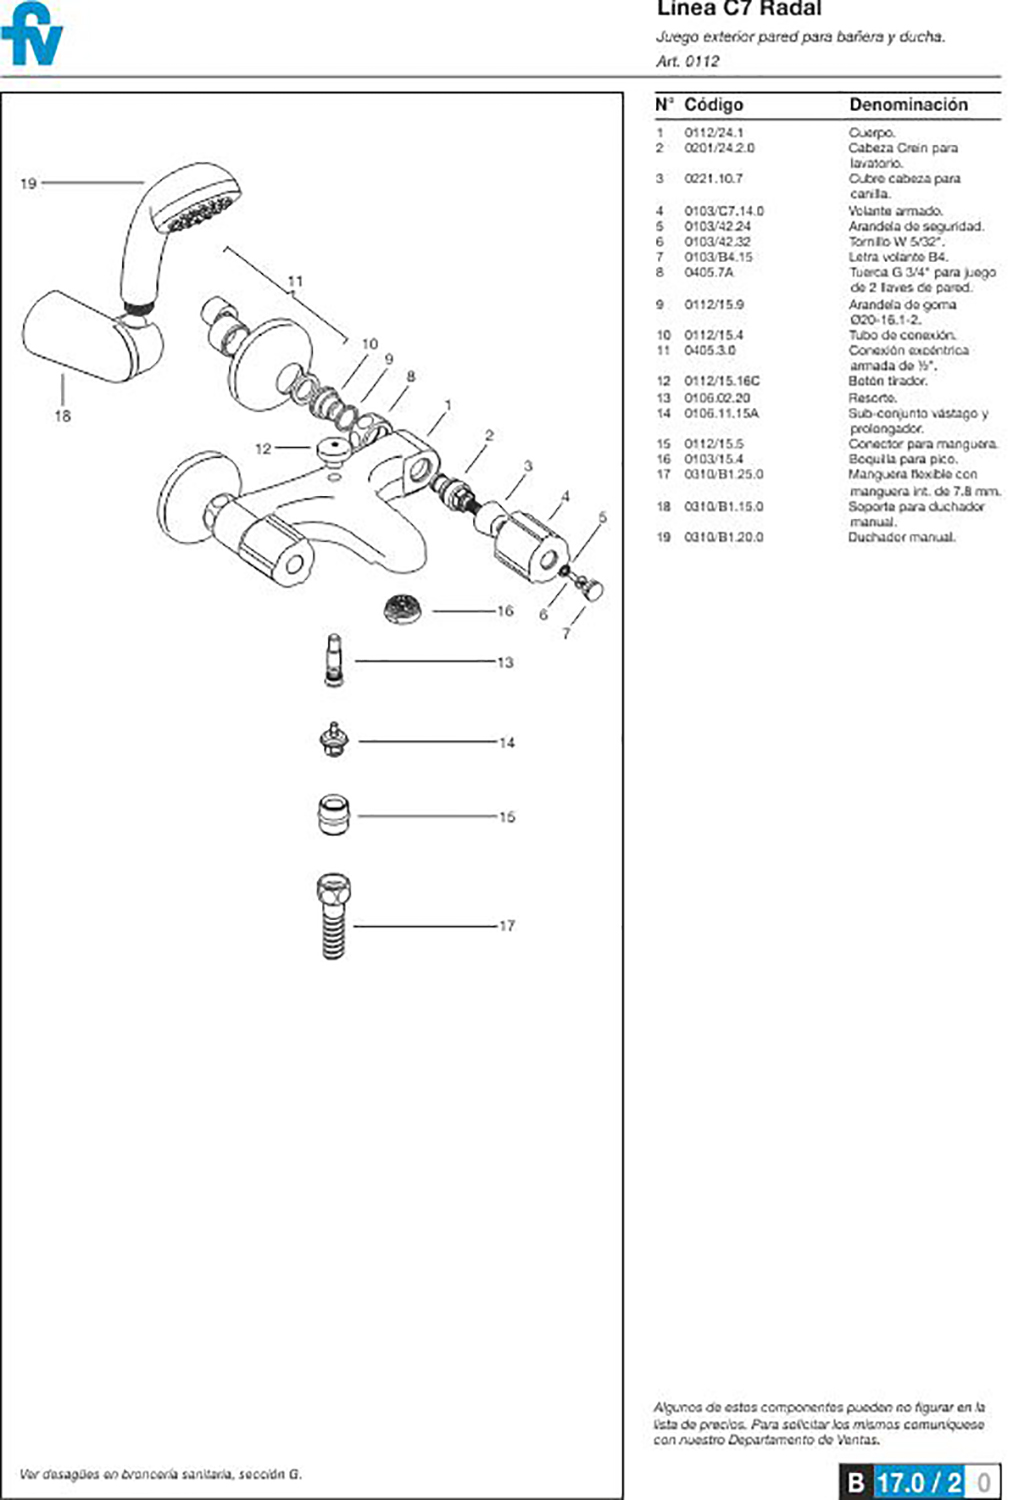 fv
Línea C7 Radal
Juego exterior pared para bañera y ducha.
Art. 0112
N° Código Denominación
1 0112/24.1 Cuerpo.
2 0201/24.2.0 Cabeza Crein para
lavatorio.
3 0221.10.7 Cubre cabeza para
canilla.
4 0103/C7.14.0 Volante armado.
5 0103/42.24 Arandela de seguridad.
6 0103/42.32 Tornillo W 5/32".
7 0103/B4.15 Letra volante B4.
8 0405.7A Tuerca G 3/4" para juego
de 2 llaves de pared.
9 0112/15.9 Arandela de goma
Ø20-16.1-2.
10 0112/15.4 Tubo de conexión.
11 0405.3.0 Conexión excéntrica
armada de ½".
12 0112/15.16C Botón tirador.
13 0106.02.20 Resorte.
14 0106.11.15A Sub-conjunto vástago y
prolongador.
15 0112/15.5 Conector para manguera.
16 0103/15.4 Boquilla para pico.
17 0310/B1.25.0 Manguera flexible con
manguera int. de 7.8 mm.
18 0310/B1.15.0 Soporte para duchador
manual.
19 0310/B1.20.0 Duchador manual.
19
11
10
9
8
18
1
12
2
3
4
5
16
6
7
13
14
15
17
Algunos de estos componentes pueden no figurar en la
lista de precios. Para solicitar los mismos comuníquese
con nuestro Departamento de Ventas.
Ver desagües en broncería sanitaria, sección G.
B 17.0 / 2 0